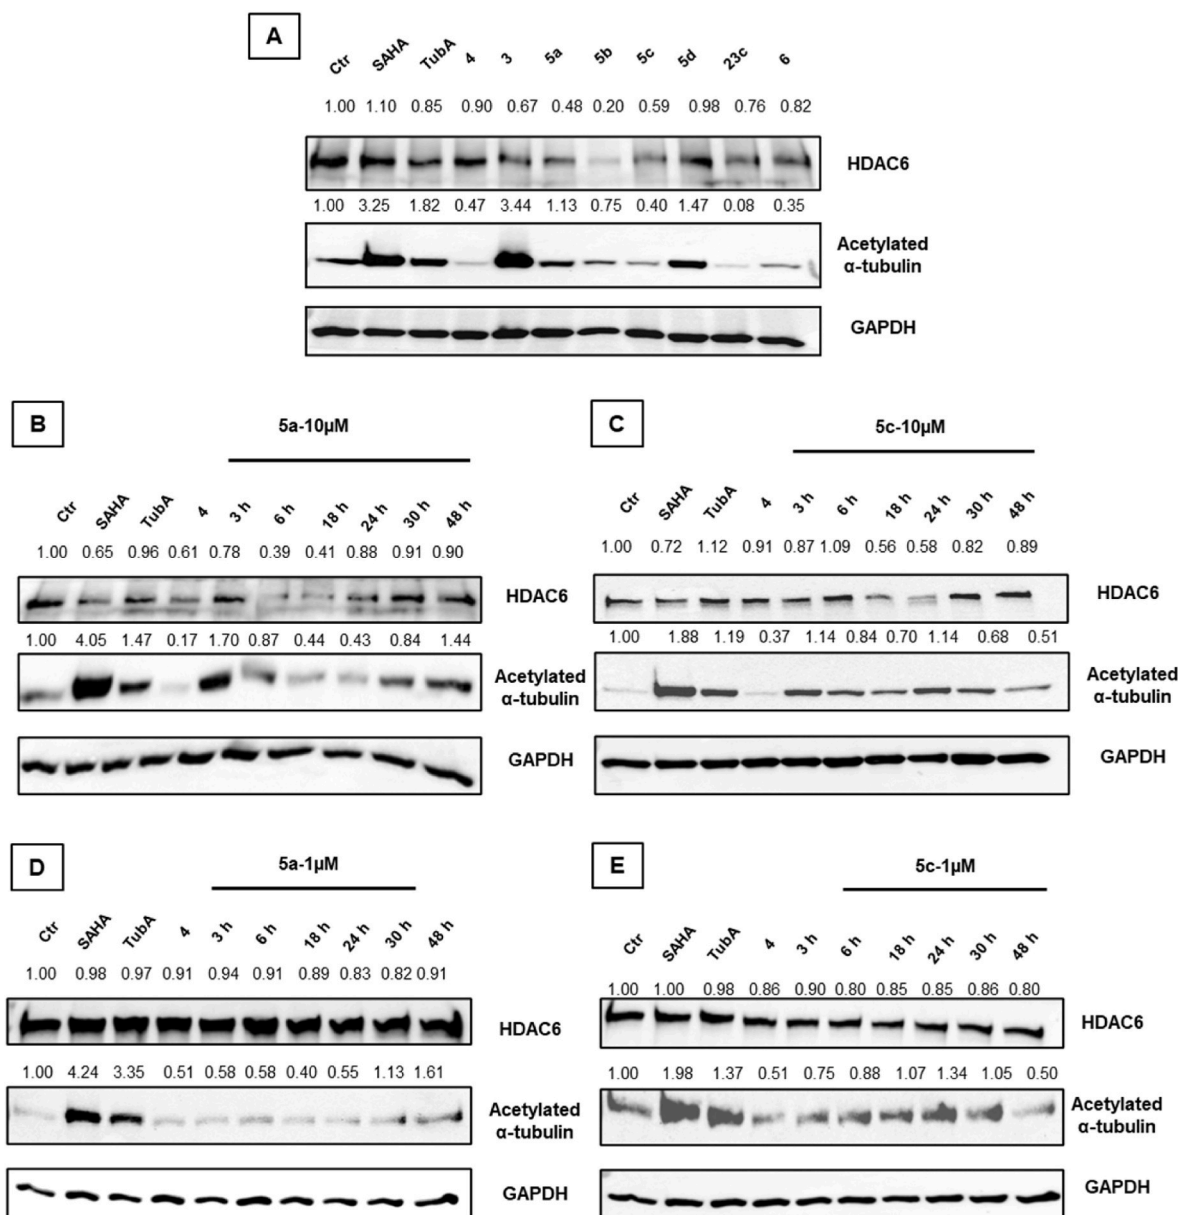 A
Ctr SAHA TubA 4 3 5a 5b 5c 5d 23c 6
1.00 1.10 0.85 0.90 0.67 0.48 0.20 0.59 0.98 0.76 0.82
HDAC6
1.00 3.25 1.82 0.47 3.44 1.13 0.75 0.40 1.47 0.08 0.35
Acetylated
α-tubulin
GAPDH
B
5a-10µM
Ctr SAHA TubA 4 3 h 6 h 18 h 24 h 30 h 48 h
1.00 0.65 0.96 0.61 0.78 0.39 0.41 0.88 0.91 0.90
HDAC6
1.00 4.05 1.47 0.17 1.70 0.87 0.44 0.43 0.84 1.44
Acetylated
α-tubulin
GAPDH
C
5c-10µM
Ctr SAHA TubA 4 3 h 6 h 18 h 24 h 30 h 48 h
1.00 0.72 1.12 0.91 0.87 1.09 0.56 0.58 0.82 0.89
HDAC6
1.00 1.88 1.19 0.37 1.14 0.84 0.70 1.14 0.68 0.51
Acetylated
α-tubulin
GAPDH
D
5a-1µM
Ctr SAHA TubA 4 3 h 6 h 18 h 24 h 30 h 48 h
1.00 0.98 0.97 0.91 0.94 0.91 0.89 0.83 0.82 0.91
HDAC6
1.00 4.24 3.35 0.51 0.58 0.58 0.40 0.55 1.13 1.61
Acetylated
α-tubulin
GAPDH
E
5c-1µM
Ctr SAHA TubA 4 3 h 6 h 18 h 24 h 30 h 48 h
1.00 1.00 0.98 0.86 0.90 0.80 0.85 0.85 0.86 0.80
HDAC6
1.00 1.98 1.37 0.51 0.75 0.88 1.07 1.34 1.05 0.50
Acetylated
α-tubulin
GAPDH